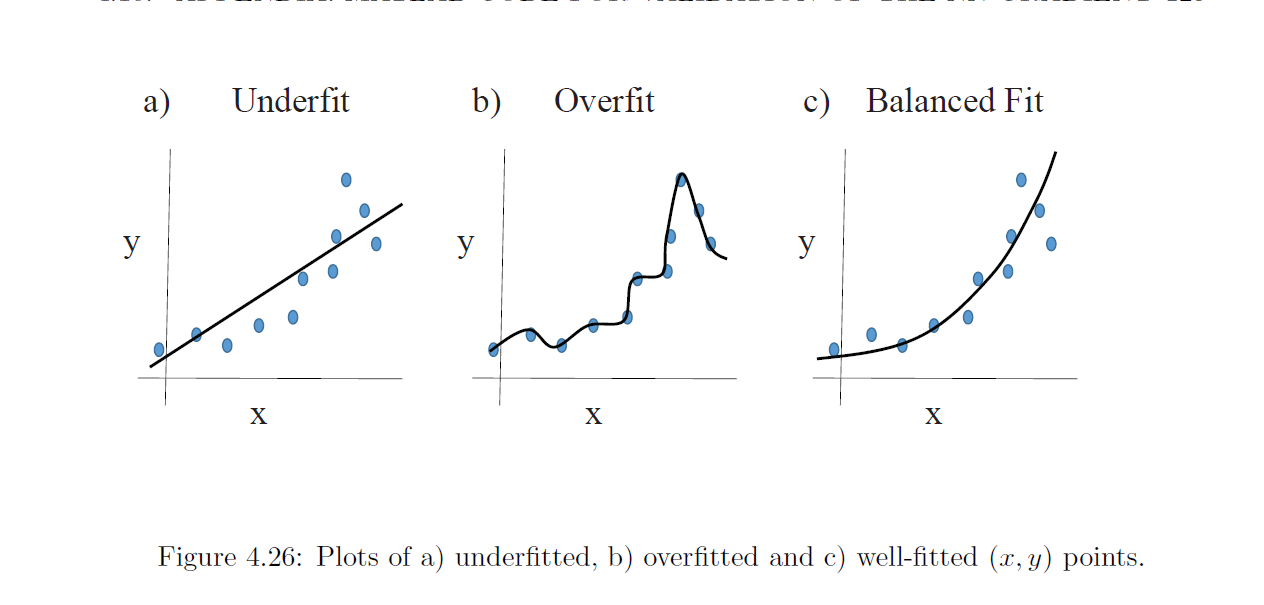 a) Underfit b) Overfit c) Balanced Fit
y y y
x x x
Figure 4.26: Plots of a) underfitted, b) overfitted and c) well-fitted (x, y) points.